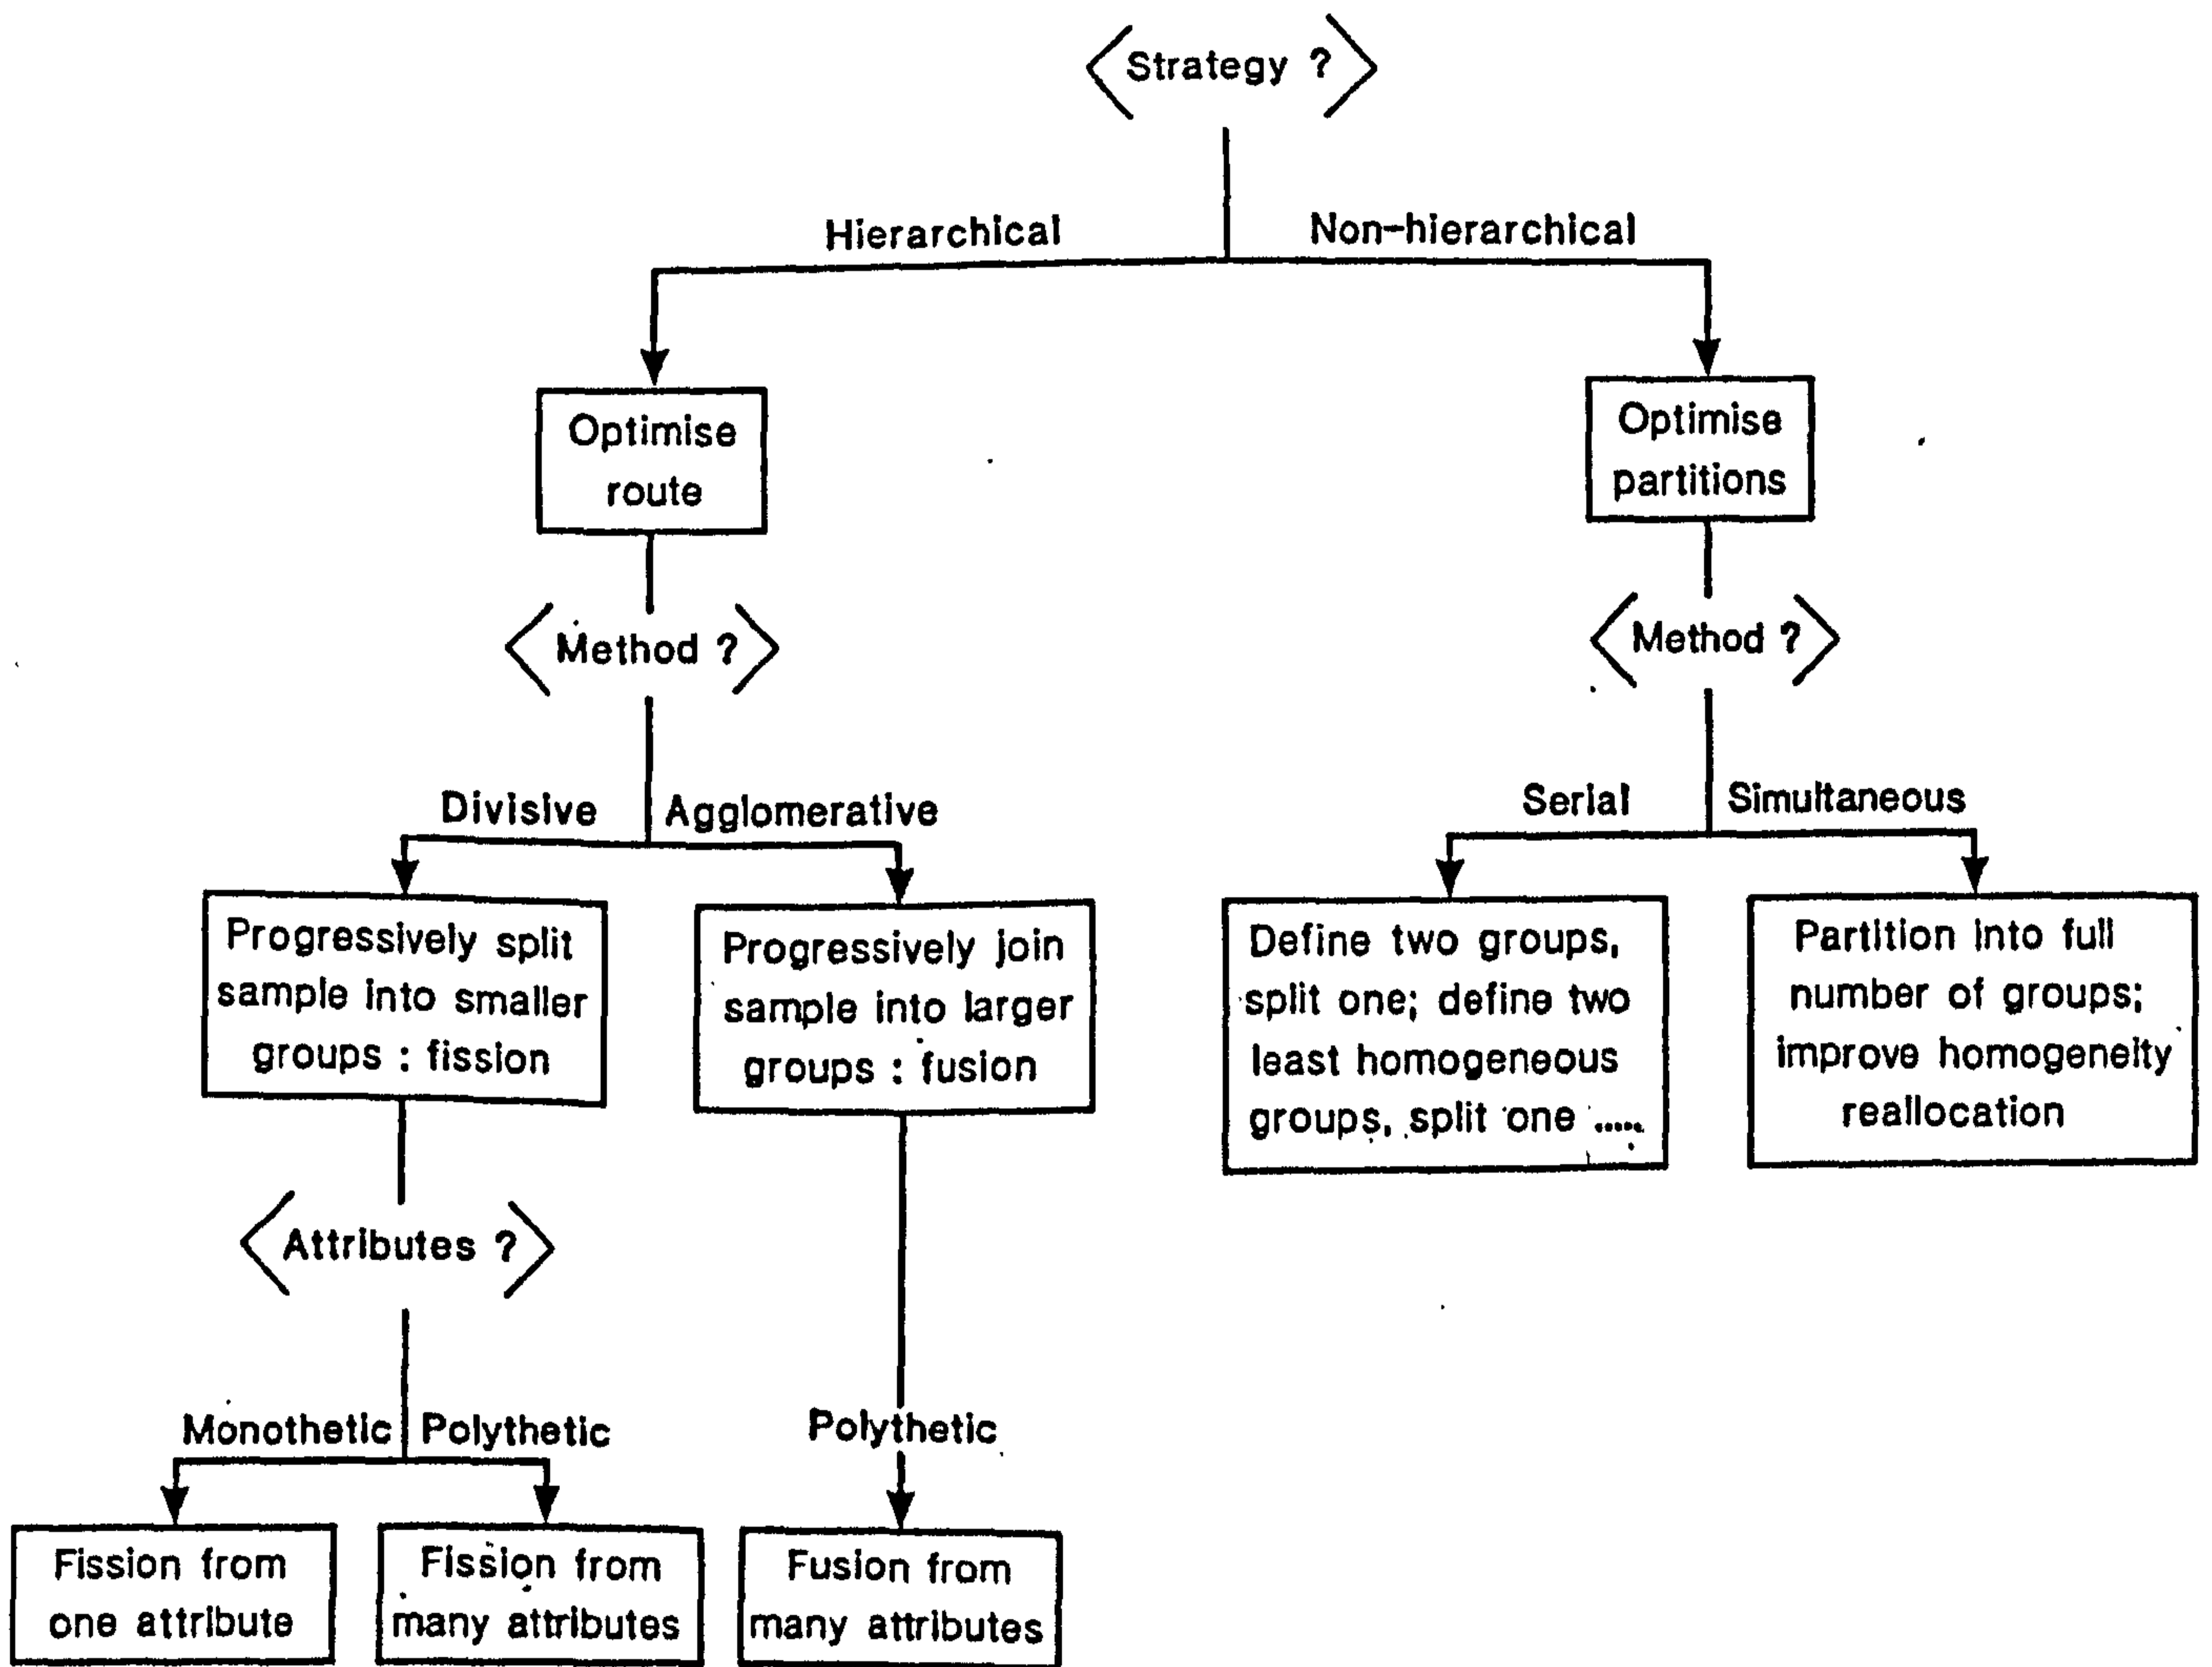 Strategy ?
Hierarchical
Non-hierarchical
Optimise
route
Optimise
partitions
Method ?
Method ?
Divisive
Agglomerative
Serial
Simultaneous
Progressively split
sample into smaller
groups : fission
Progressively join
sample into larger
groups : fusion
Define two groups,
split one; define two
least homogeneous
groups, split one .....
Partition into full
number of groups;
improve homogeneity
reallocation
Attributes ?
Monothetic
Polythetic
Polythetic
Fission from
one attribute
Fission from
many attributes
Fusion from
many attributes